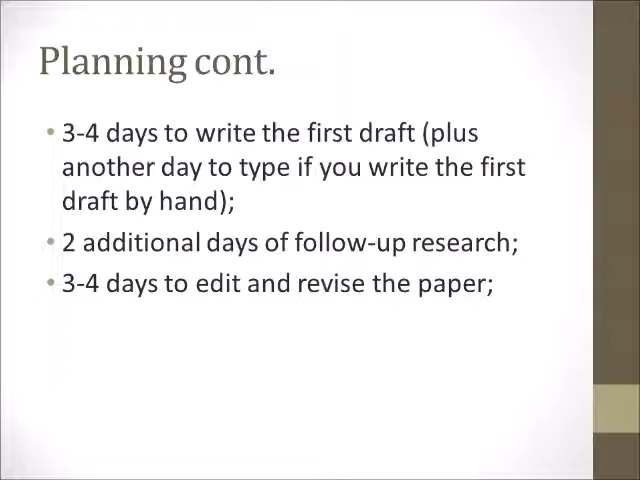 Planning cont.
• 3-4 days to write the first draft (plus
another day to type if you write the first
draft by hand);
• 2 additional days of follow-up research;
• 3-4 days to edit and revise the paper;